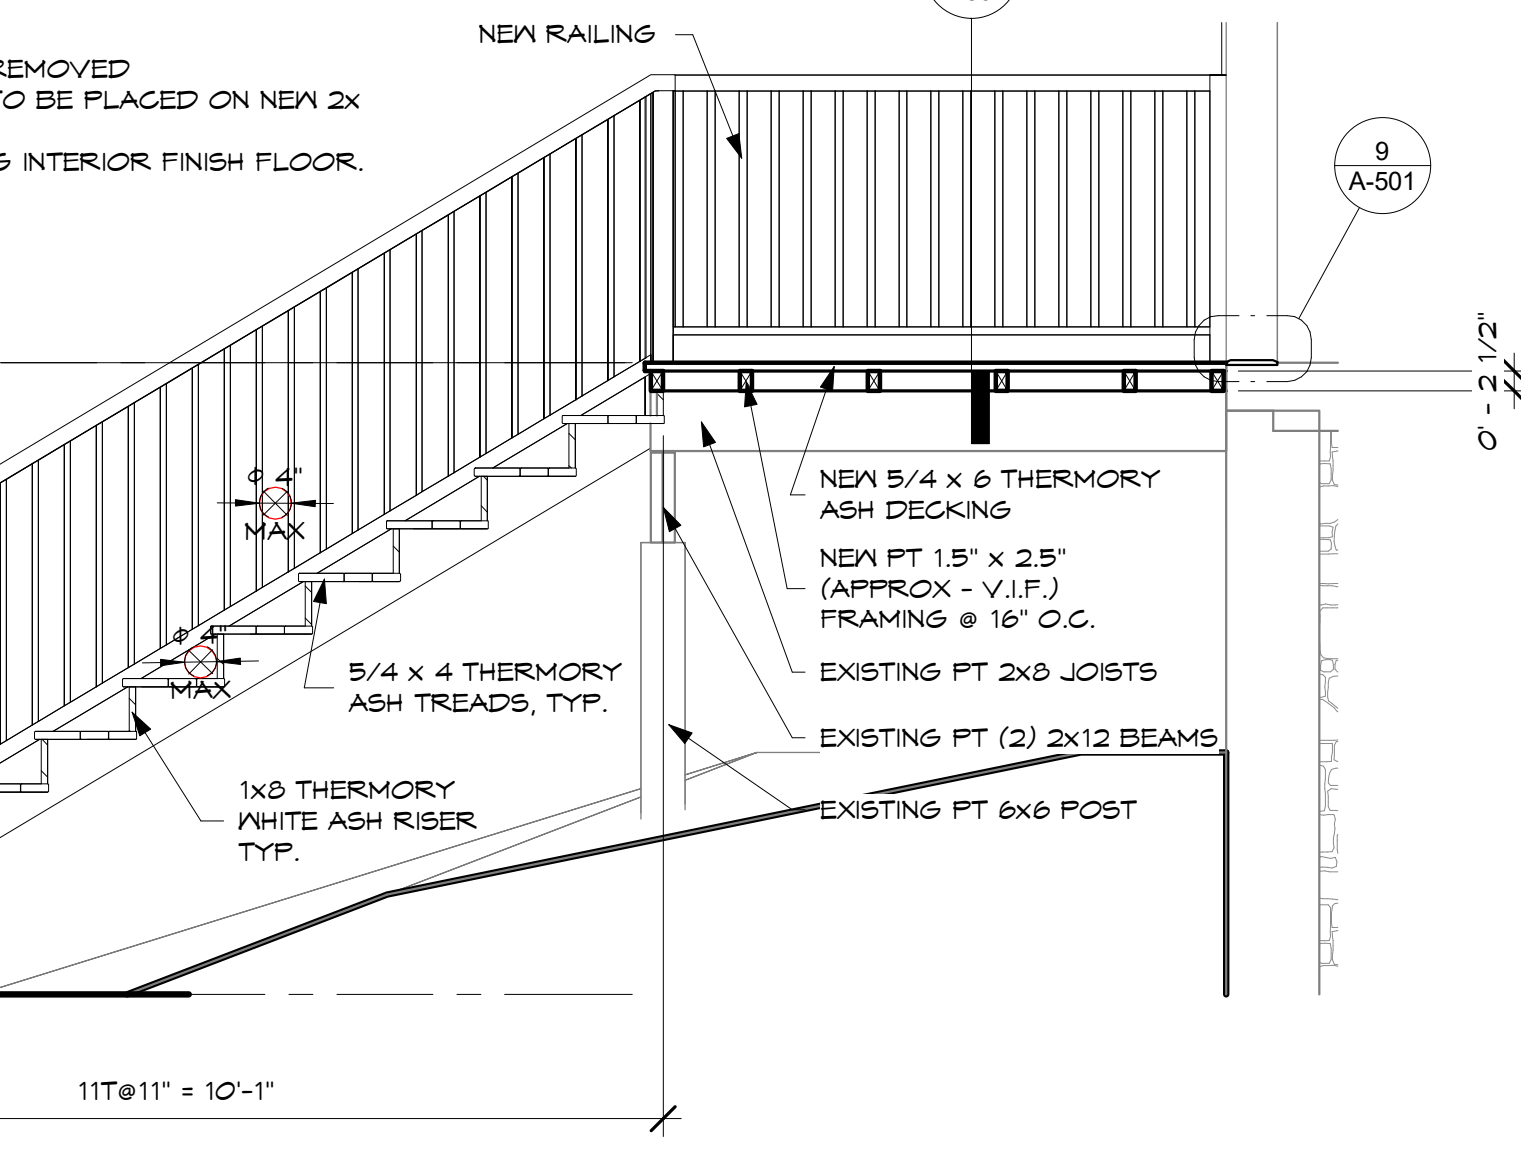 NEW RAILING
REMOVED
TO BE PLACED ON NEW 2x
INTERIOR FINISH FLOOR.
9
A-501
0' - 2 1/2"
ϕ 4"
MAX
ϕ 4"
MAX
NEW 5/4 x 6 THERMORY
ASH DECKING
NEW PT 1.5" x 2.5"
(APPROX - V.I.F.)
FRAMING @ 16" O.C.
EXISTING PT 2x8 JOISTS
EXISTING PT (2) 2x12 BEAMS
EXISTING PT 6x6 POST
5/4 x 4 THERMORY
ASH TREADS, TYP.
1x8 THERMORY
WHITE ASH RISER
TYP.
11T@11" = 10'-1"